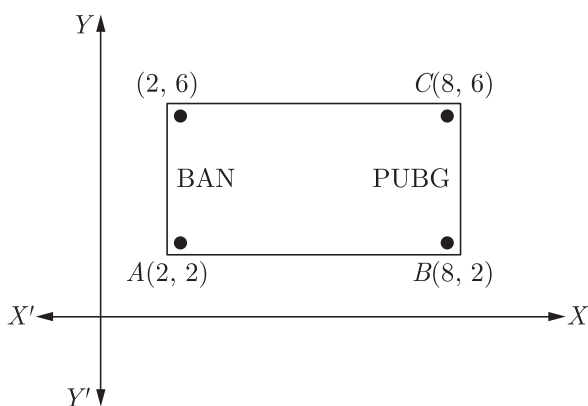 Y
(2, 6) C(8, 6)
BAN PUBG
A(2, 2) B(8, 2)
X′ X
Y′